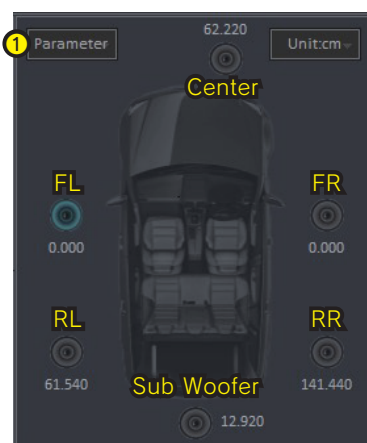 62.220
1 Parameter Unit:cm
Center
FL FR
0.000 0.000
RL RR
61.540 141.440
Sub Woofer
12.920